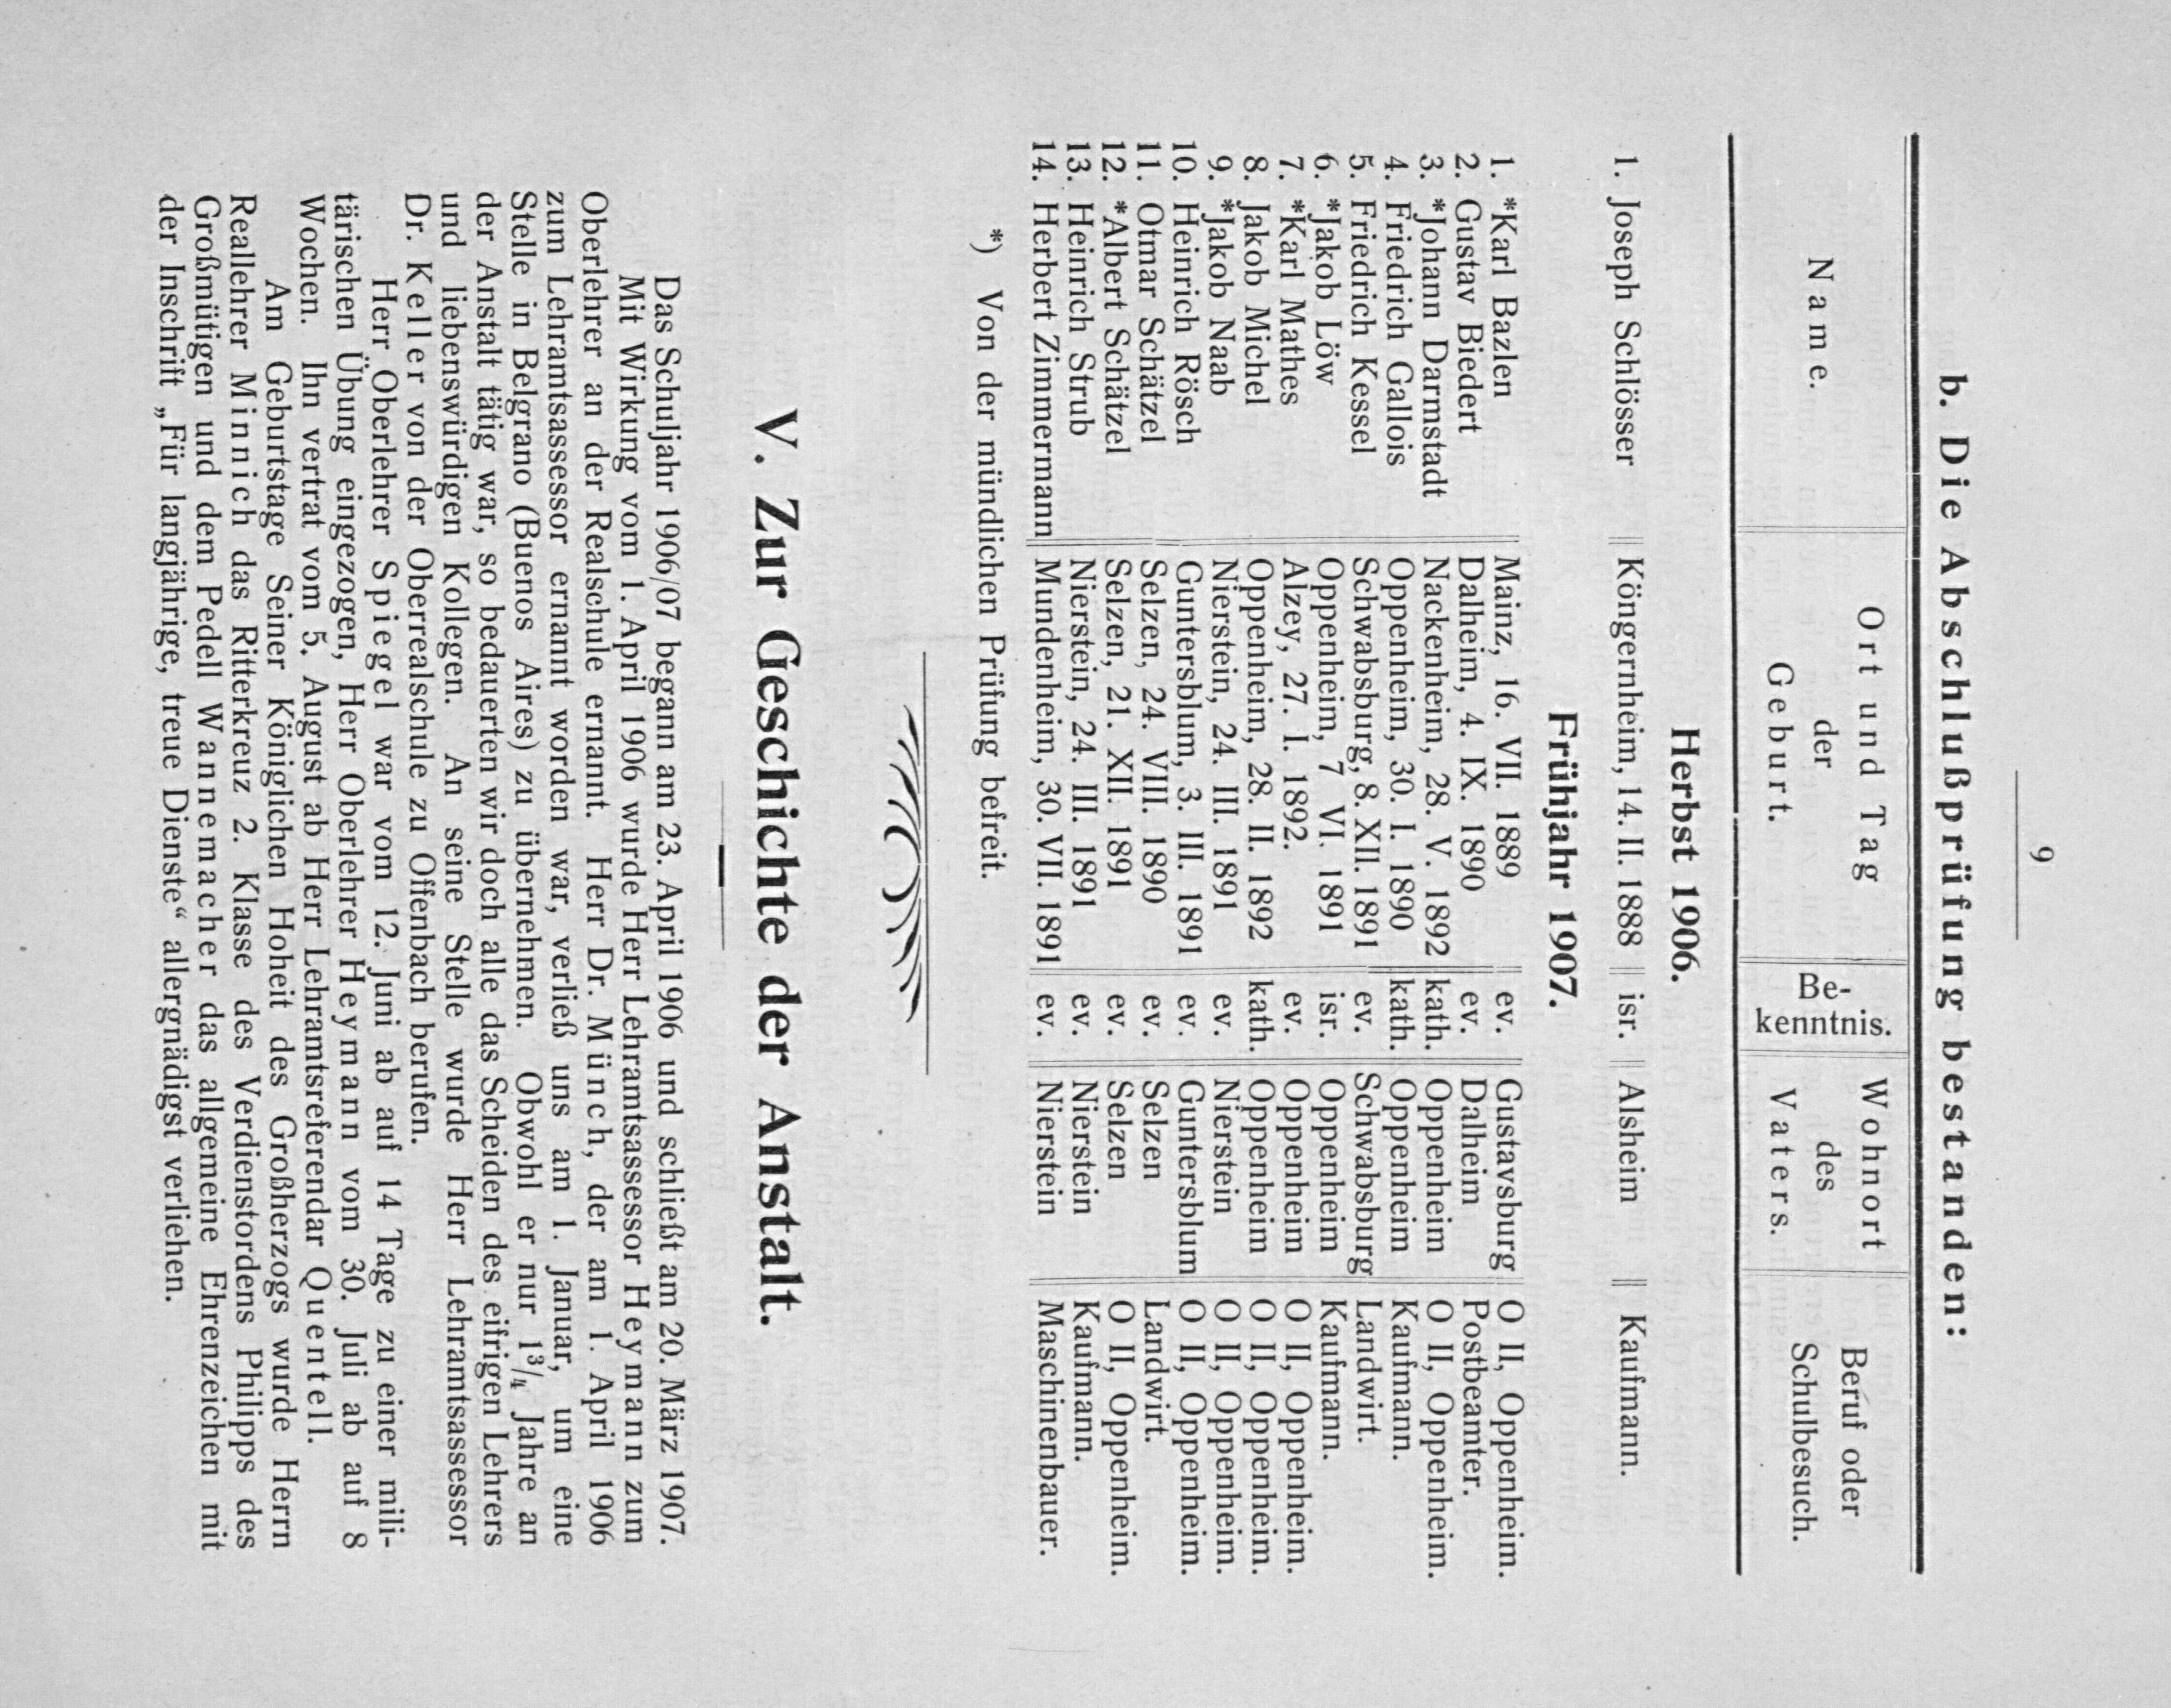 9
b. Die Abschlußprüfung bestanden:
Name.
Ort und Tag
der
Geburt.
Be-
kenntnis.
Wohnort
des
Vaters.
Beruf oder
Schulbesuch.
Herbst 1906.
1. Joseph Schlösser Köngernheim, 14. II. 1888 isr. Alsheim Kaufmann.
Frühjahr 1907.
1. *Karl Bazlen Mainz, 16. VII. 1889 ev. Gustavsburg O II, Oppenheim.
2. Gustav Biedert Dalheim, 4. IX. 1890 ev. Dalheim Postbeamter.
3. *Johann Darmstadt Nackenheim, 28. V. 1892 kath. Oppenheim O II, Oppenheim.
4. Friedrich Gallois Oppenheim, 30. I. 1890 kath. Oppenheim Kaufmann.
5. Friedrich Kessel Schwabsburg, 8. XII. 1891 ev. Schwabsburg Landwirt.
6. *Jakob Löw Oppenheim, 7 VI. 1891 isr. Oppenheim Kaufmann.
7. *Karl Mathes Alzey, 27. I. 1892. ev. Oppenheim O II, Oppenheim.
8. Jakob Michel Oppenheim, 28. II. 1892 kath. Oppenheim O II, Oppenheim.
9. *Jakob Naab Nierstein, 24. III. 1891 ev. Nierstein O II, Oppenheim.
10. Heinrich Rösch Guntersblum, 3. III. 1891 ev. Guntersblum O II, Oppenheim.
11. Otmar Schätzel Selzen, 24. VIII. 1890 ev. Selzen Landwirt.
12. *Albert Schätzel Selzen, 21. XII. 1891 ev. Selzen O II, Oppenheim.
13. Heinrich Strub Nierstein, 24. III. 1891 ev. Nierstein Kaufmann.
14. Herbert Zimmermann Mundenheim, 30. VII. 1891 ev. Nierstein Maschinenbauer.
*) Von der mündlichen Prüfung befreit.
V. Zur Geschichte der Anstalt.
Das Schuljahr 1906/07 begann am 23. April 1906 und schließt am 20. März 1907.
Mit Wirkung vom 1. April 1906 wurde Herr Lehramtsassessor Heymann zum
Oberlehrer an der Realschule ernannt. Herr Dr. Münch, der am 1. April 1906
zum Lehramtsassessor ernannt worden war, verließ uns am 1. Januar, um eine
Stelle in Belgrano (Buenos Aires) zu übernehmen. Obwohl er nur 1³/₄ Jahre an
der Anstalt tätig war, so bedauerten wir doch alle das Scheiden des eifrigen Lehrers
und liebenswürdigen Kollegen. An seine Stelle wurde Herr Lehramtsassessor
Dr. Keller von der Oberrealschule zu Offenbach berufen.
Herr Oberlehrer Spiegel war vom 12. Juni ab auf 14 Tage zu einer mili-
tärischen Übung eingezogen, Herr Oberlehrer Heymann vom 30. Juli ab auf 8
Wochen. Ihn vertrat vom 5. August ab Herr Lehramtsreferendar Quentell.
Am Geburtstage Seiner Königlichen Hoheit des Großherzogs wurde Herrn
Reallehrer Minnich das Ritterkreuz 2. Klasse des Verdienstordens Philipps des
Großmütigen und dem Pedell Wannemacher das allgemeine Ehrenzeichen mit
der Inschrift „Für langjährige, treue Dienste“ allergnädigst verliehen.